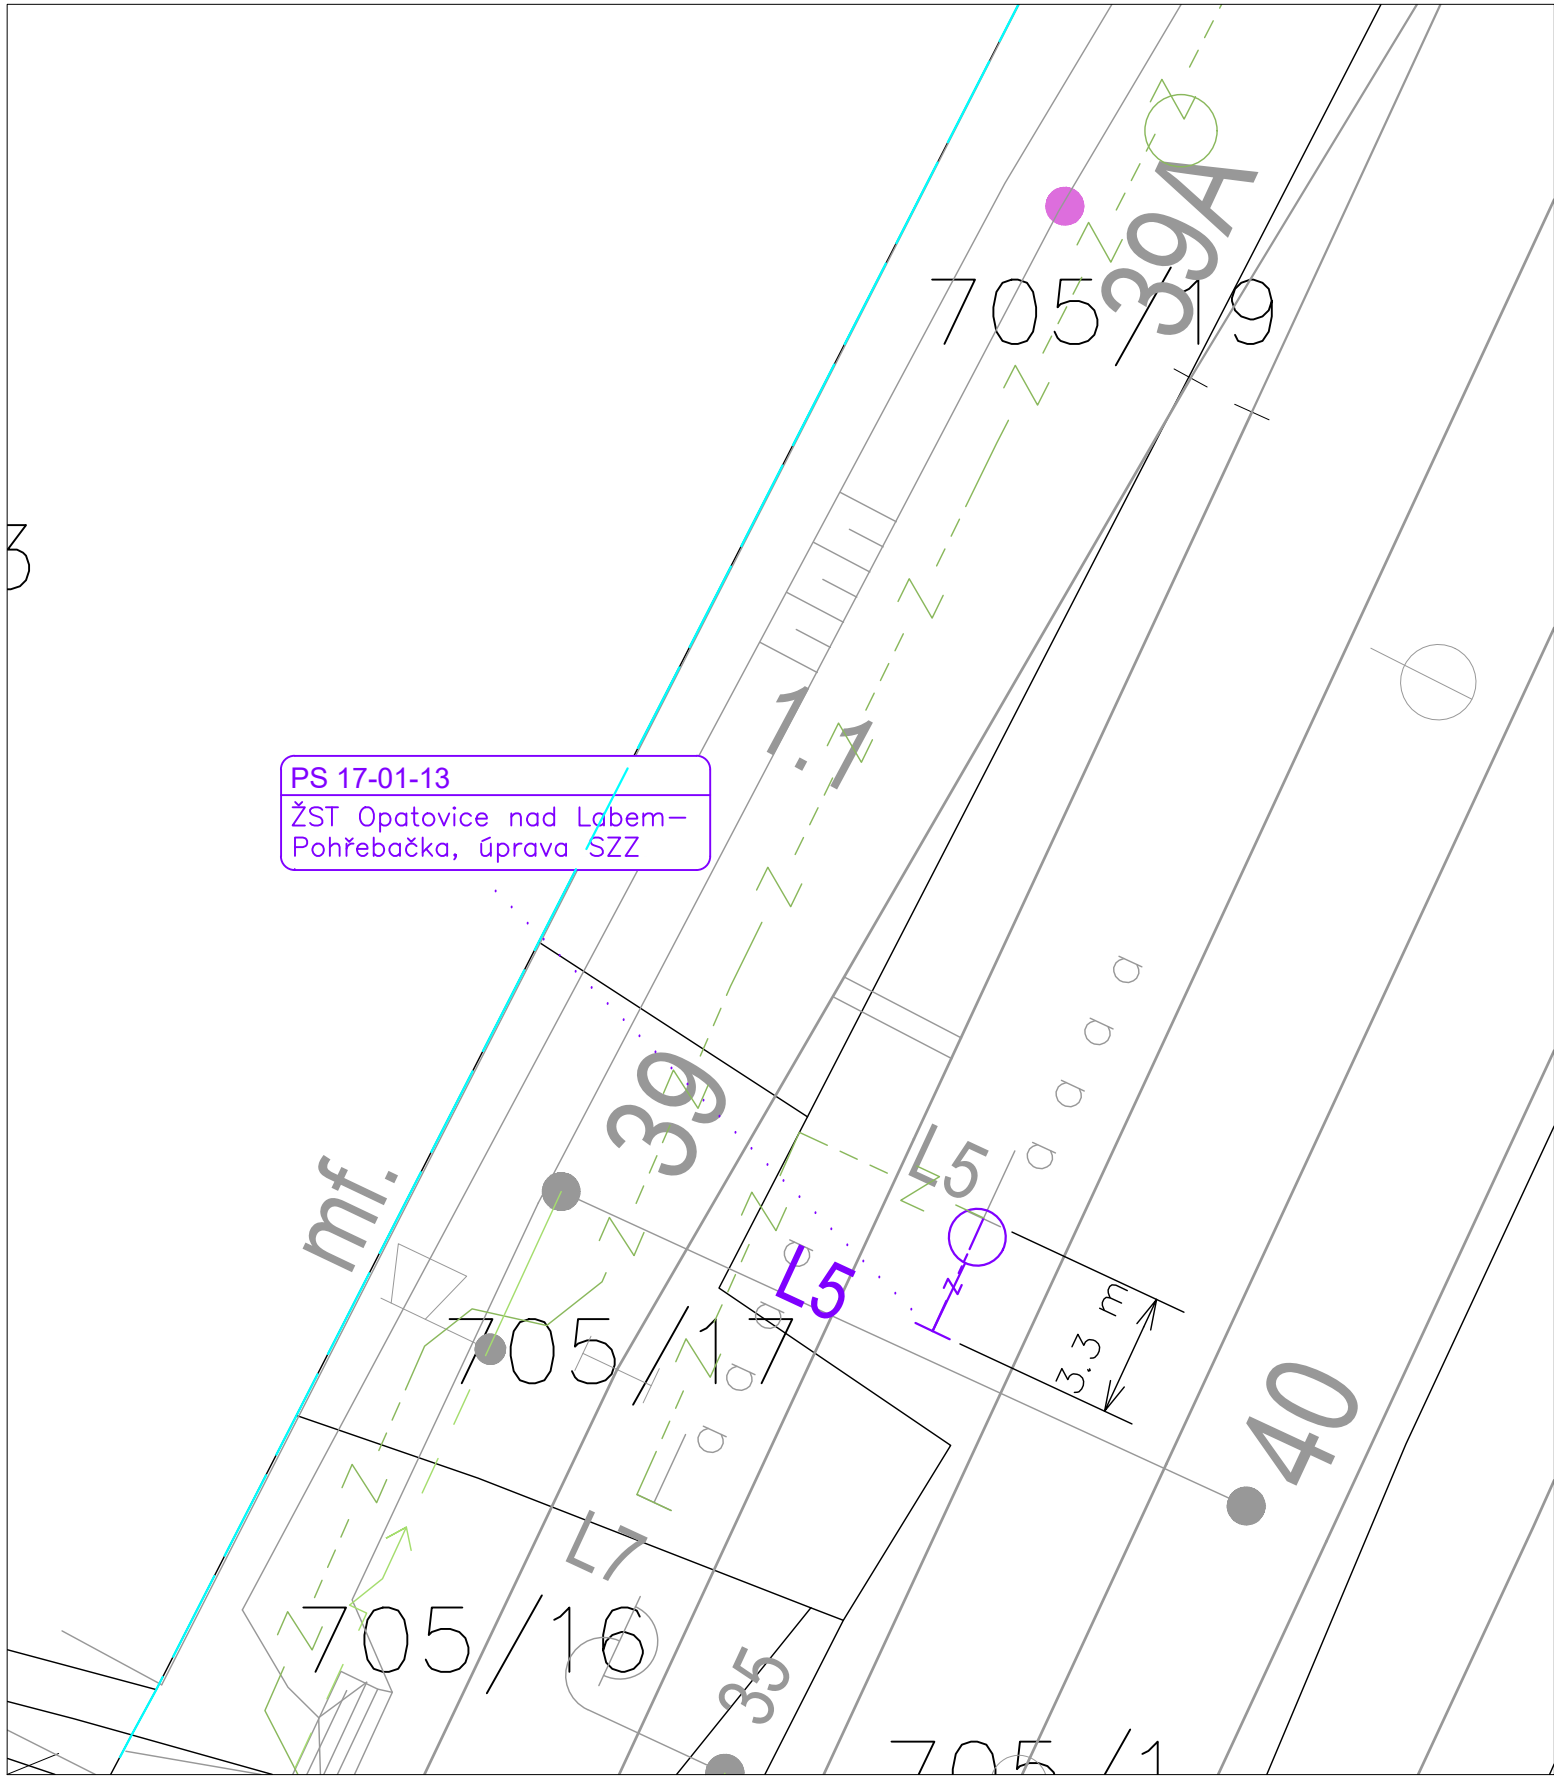 39A
705/19
3
1.1
PS 17-01-13
ŽST Opatovice nad Labem–
Pohřebačka, úprava SZZ
a
a
a
a
39
L5
mf.
a
L5
z
3.3 m
a
705/17
a
40
a
L7
705/16
35
705/1
Z
Z
Z
Z
Z
Z
Z
Z
Z
Z
Z
Z
Z